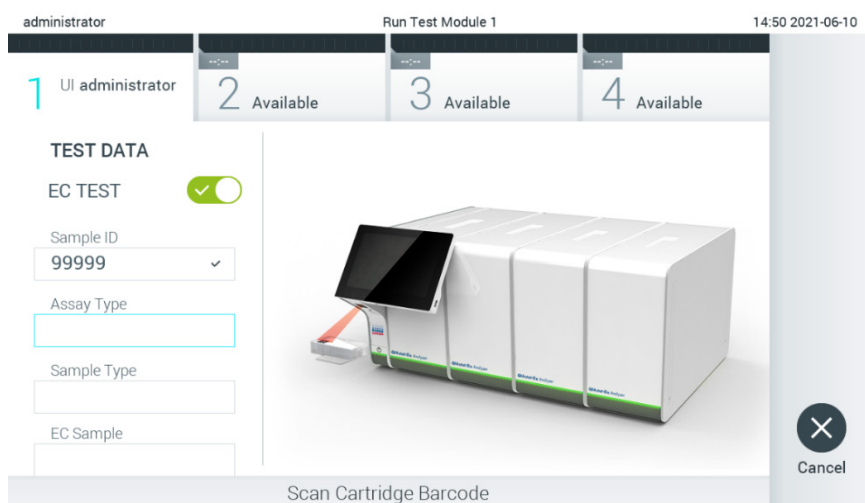 administrator Run Test Module 1 14:50 2021-06-10
--:-- --:-- --:--
1 UI administrator 2 Available 3 Available 4 Available
TEST DATA
EC TEST
Sample ID
99999
Assay Type
Sample Type
EC Sample
Cancel
Scan Cartridge Barcode